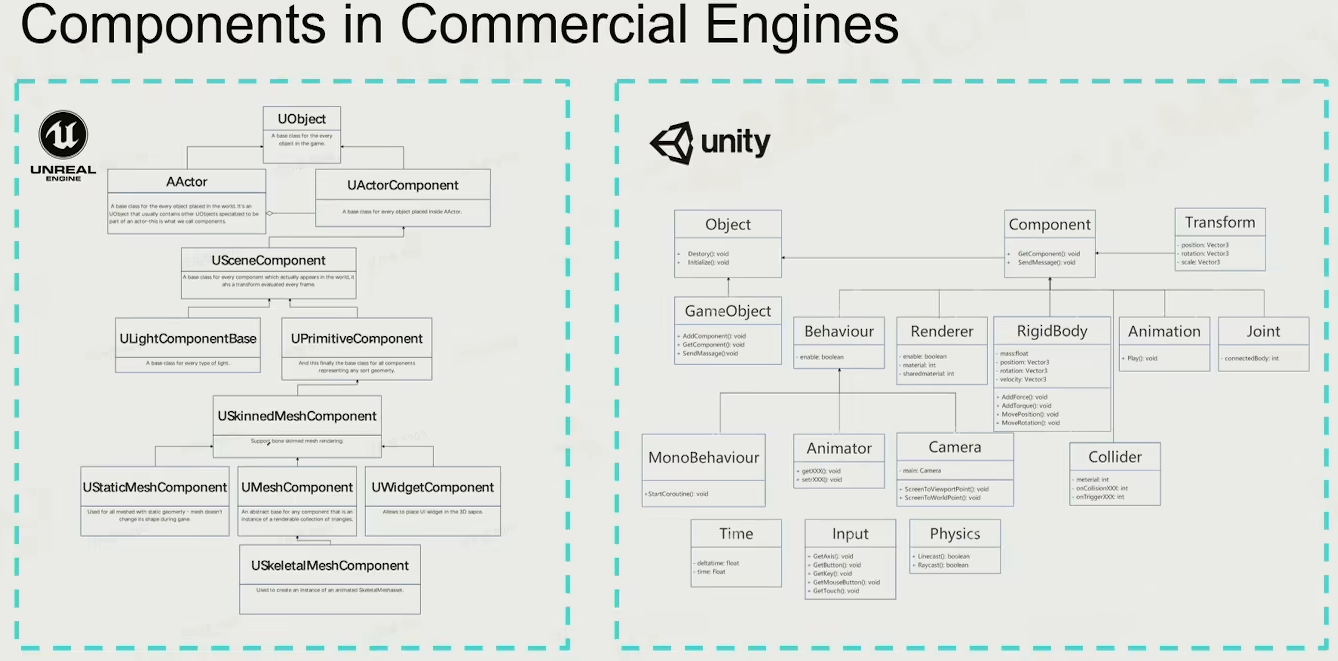 Components in Commercial Engines
UNREAL
ENGINE
UObject
A base class for the every
object in the game.
AActor
A base class for the every object placed in the world. It's an
UObject that usually contains other UObjects specialized to be
part of an actor-this is what we call components.
UActorComponent
A base class for every object placed inside AActor.
USceneComponent
A base class for every component which actually appears in the world, it
ahs a transform evaluated every frame.
ULightComponentBase
A base class for every type of light.
UPrimitiveComponent
And this finally the base class for all components
representing any sort geometry.
USkinnedMeshComponent
Support bone skinned mesh rendering.
UStaticMeshComponent
Used for all meshed with static geometry - mesh doesn't
change its shape during game.
UMeshComponent
An abstract base for any component that is an
instance of a renderable collection of triangles.
UWidgetComponent
Allows to place UI widget in the 3D sapce.
USkeletalMeshComponent
Used to create an instance of an animated SkeletalMeshasset.
unity
Object
+ Destory(): void
+ Initialize(): void
Component
+ GetComponent(): void
+ SendMessage(): void
Transform
- position: Vector3
- rotation: Vector3
- scale: Vector3
GameObject
+ AddComponent(): void
+ GetComponent(): void
+ SendMassage():void
Behaviour
- enable: boolean
Renderer
- enable: boolean
- material: int
- sharedmaterial: int
RigidBody
- mass:float
- position: Vector3
- rotation: Vector3
- velocity: Vector3
+ AddForce(): void
+ AddTorque(): void
+ MovePosition(): void
+ MoveRotation(): void
Animation
+ Play(): void
Joint
- connectedBody: int
MonoBehaviour
+StartCoroutine(): void
Animator
+ getXXX(): void
+ setrXXX(): void
Camera
- main: Camera
+ ScreenToViewportPoint(): void
+ ScreenToWorldPoint(): void
Collider
- meterial: int
- onCollisionXXX: int
- onTriggerXXX: int
Time
- deltatime: float
- time: Float
Input
+ GetAxis(): void
+ GetButton(): void
+ GetKey(): void
+ GetMouseButton(): void
+ GetTouch(): void
Physics
+ Linecast(): boolean
+ Raycast(): boolean